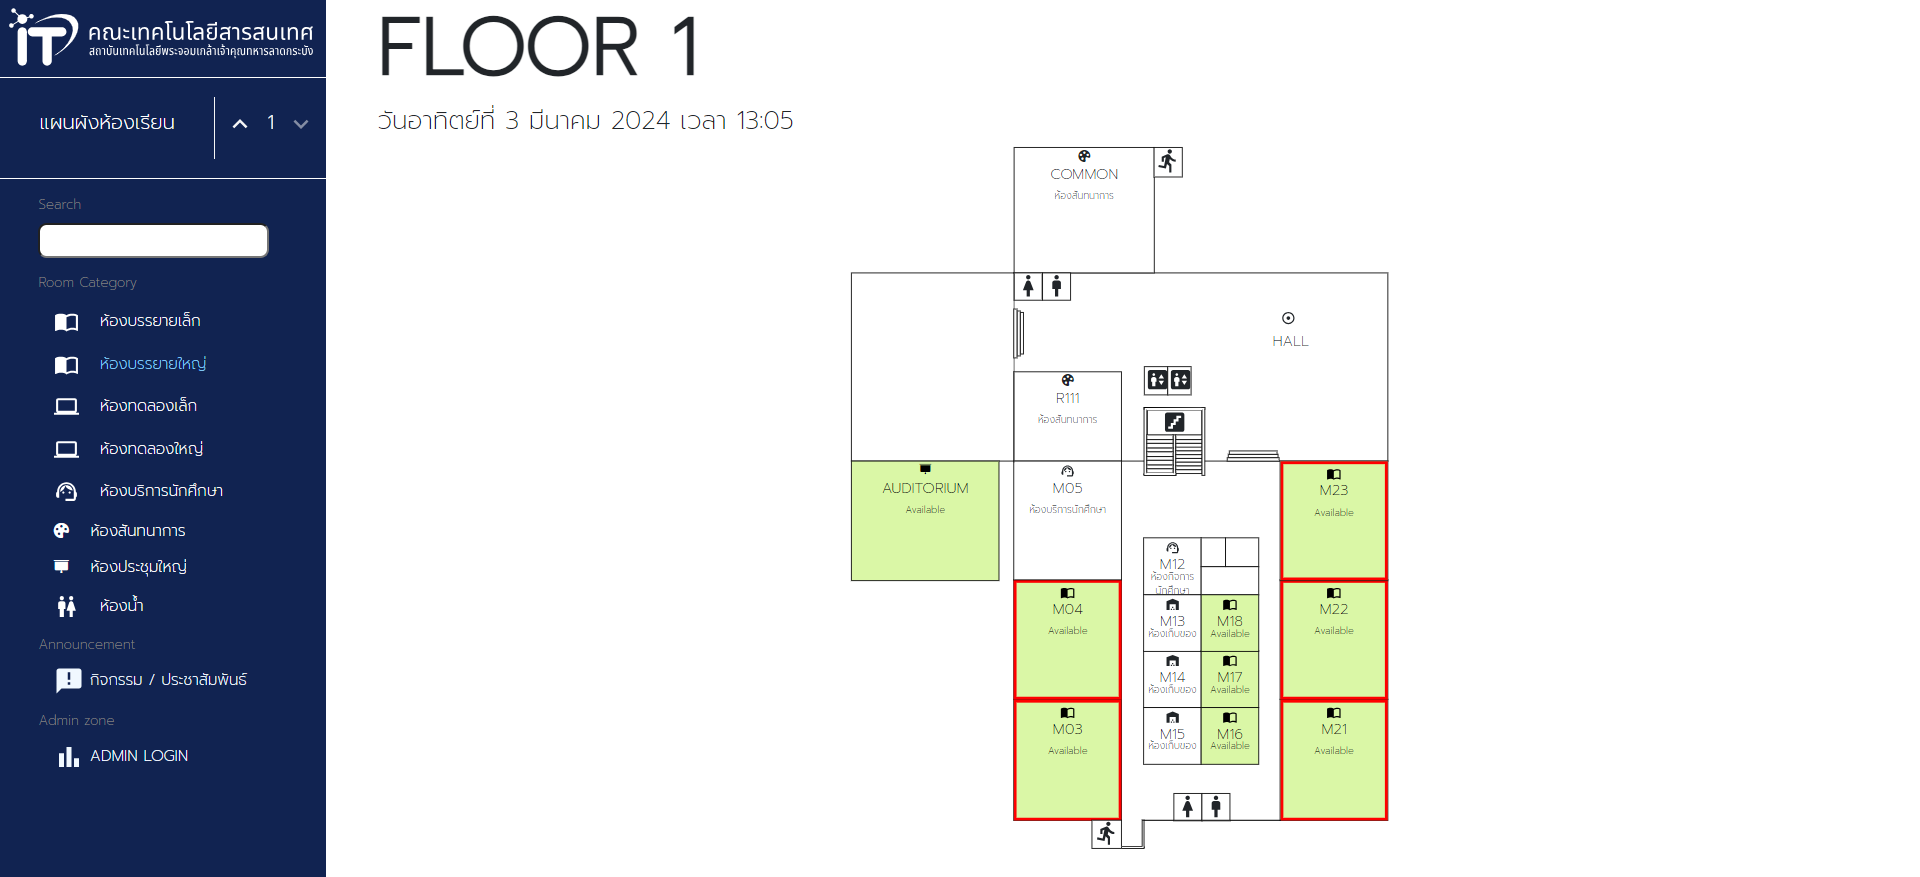 iT คณะเทคโนโลยีสารสนเทศ
สถาบันเทคโนโลยีพระจอมเกล้าเจ้าคุณทหารลาดกระบัง
แผนผังห้องเรียน 1
Search
Room Category
ห้องบรรยายเล็ก
ห้องบรรยายใหญ่
ห้องทดลองเล็ก
ห้องทดลองใหญ่
ห้องบริการนักศึกษา
ห้องสันทนาการ
ห้องประชุมใหญ่
ห้องน้ำ
Announcement
กิจกรรม / ประชาสัมพันธ์
Admin zone
ADMIN LOGIN
FLOOR 1
วันอาทิตย์ที่ 3 มีนาคม 2024 เวลา 13:05
COMMON
ห้องสันทนาการ
HALL
R111
ห้องสันทนาการ
AUDITORIUM
Available
M05
ห้องบริการนักศึกษา
M23
Available
M12
ห้องกิจการ
นักศึกษา
M04
Available
M13
ห้องเก็บของ
M18
Available
M22
Available
M14
ห้องเก็บของ
M17
Available
M03
Available
M15
ห้องเก็บของ
M16
Available
M21
Available